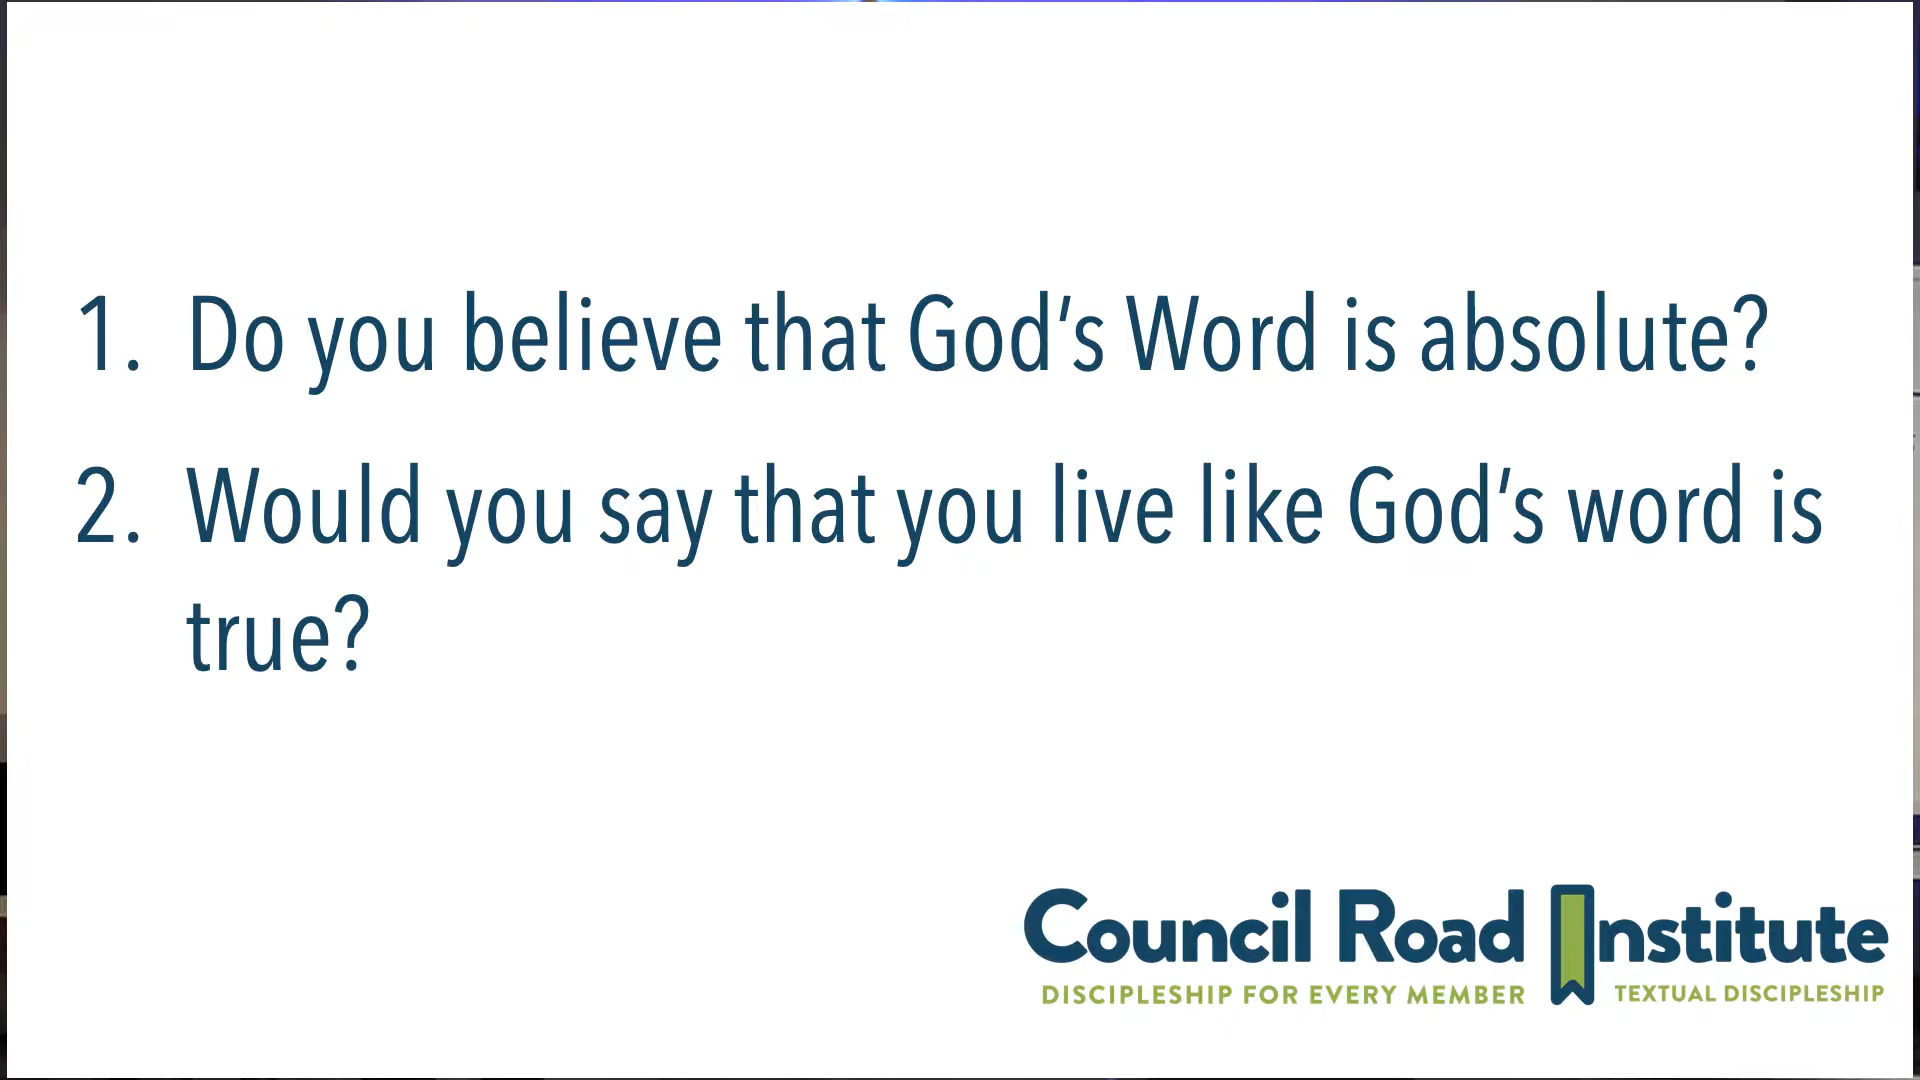 1. Do you believe that God's Word is absolute?
2. Would you say that you live like God's word is
true?
Council Road Institute
DISCIPLESHIP FOR EVERY MEMBER TEXTUAL DISCIPLESHIP